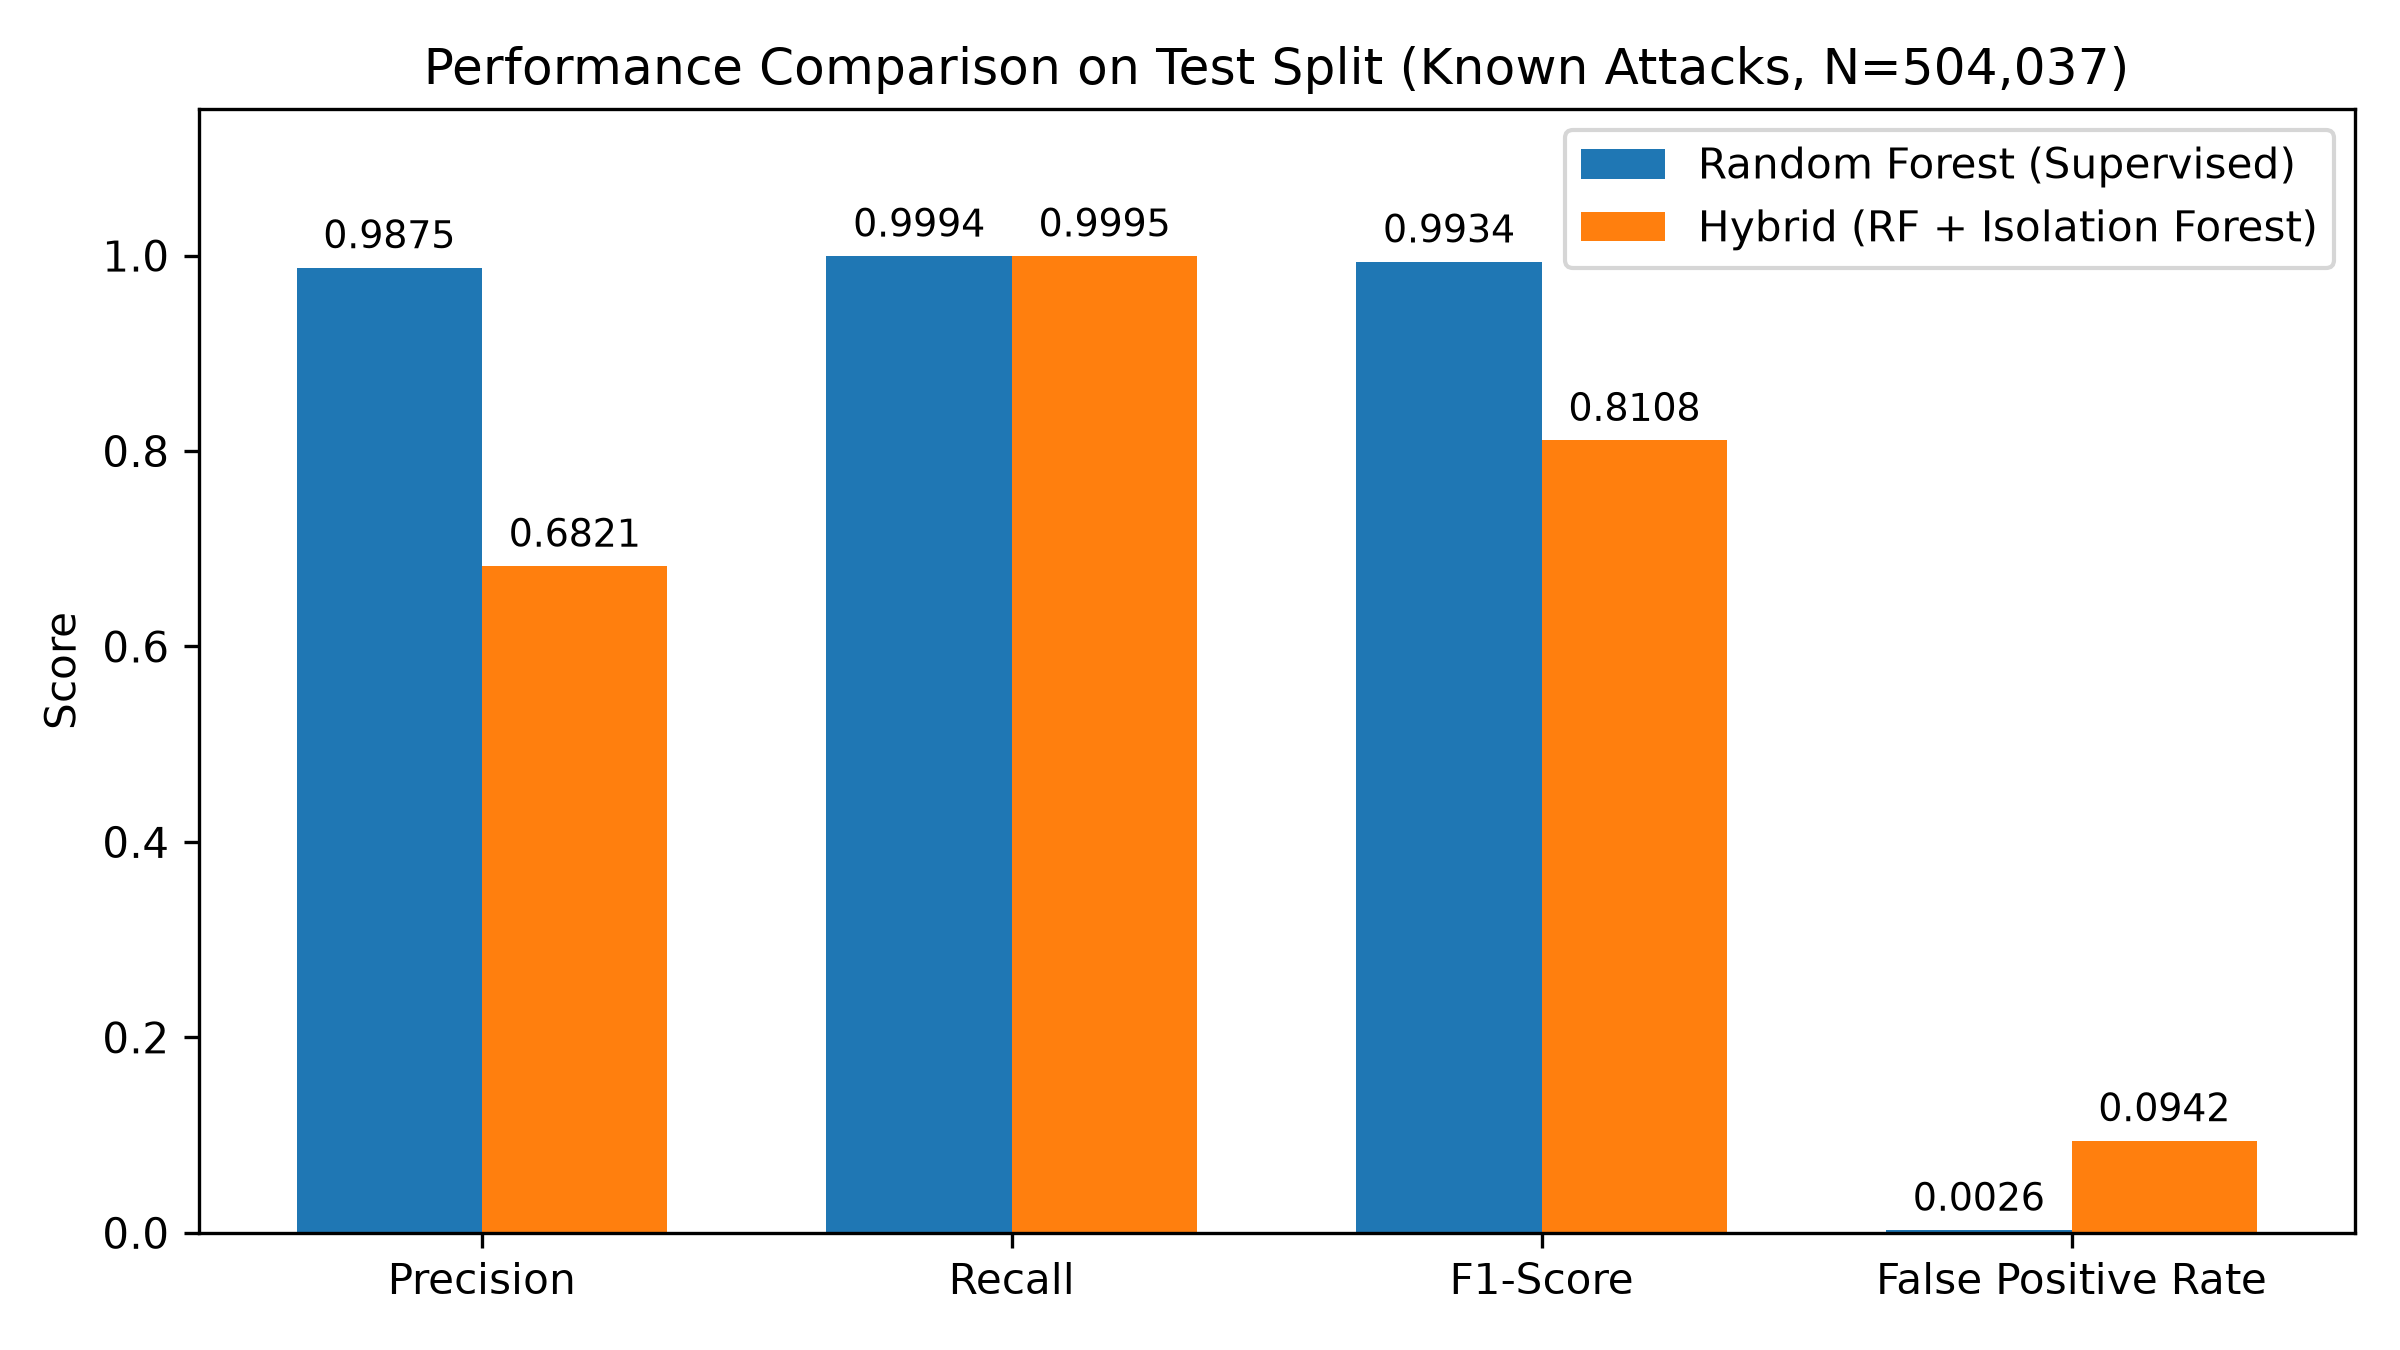 Performance Comparison on Test Split (Known Attacks, N=504,037)
Random Forest (Supervised)
Hybrid (RF + Isolation Forest)
0.9875
0.6821
0.9994
0.9995
0.9934
0.8108
0.0026
0.0942
Score
1.0
0.8
0.6
0.4
0.2
0.0
Precision
Recall
F1-Score
False Positive Rate